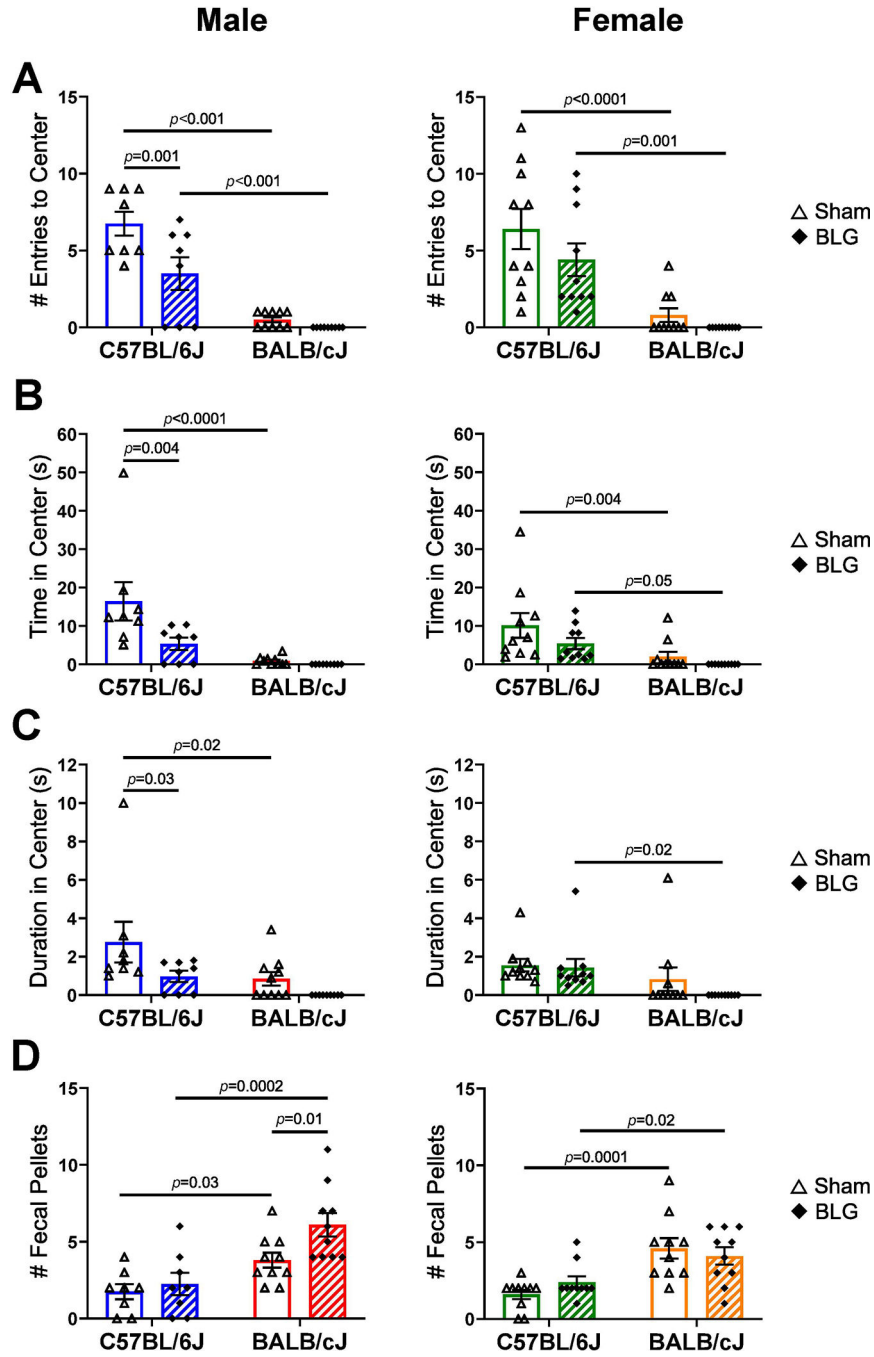 Male Female
A
# Entries to Center
15
10
5
0
p<0.001
p=0.001
p<0.001
C57BL/6J BALB/cJ
# Entries to Center
15
10
5
0
p<0.0001
p=0.001
C57BL/6J BALB/cJ
Sham
BLG
B
Time in Center (s)
60
50
40
30
20
10
0
p<0.0001
p=0.004
C57BL/6J BALB/cJ
Time in Center (s)
60
50
40
30
20
10
0
p=0.004
p=0.05
C57BL/6J BALB/cJ
Sham
BLG
C
Duration in Center (s)
12
10
8
6
4
2
0
p=0.02
p=0.03
C57BL/6J BALB/cJ
Duration in Center (s)
12
10
8
6
4
2
0
p=0.02
C57BL/6J BALB/cJ
Sham
BLG
D
# Fecal Pellets
15
10
5
0
p=0.0002
p=0.01
p=0.03
C57BL/6J BALB/cJ
# Fecal Pellets
15
10
5
0
p=0.02
p=0.0001
C57BL/6J BALB/cJ
Sham
BLG